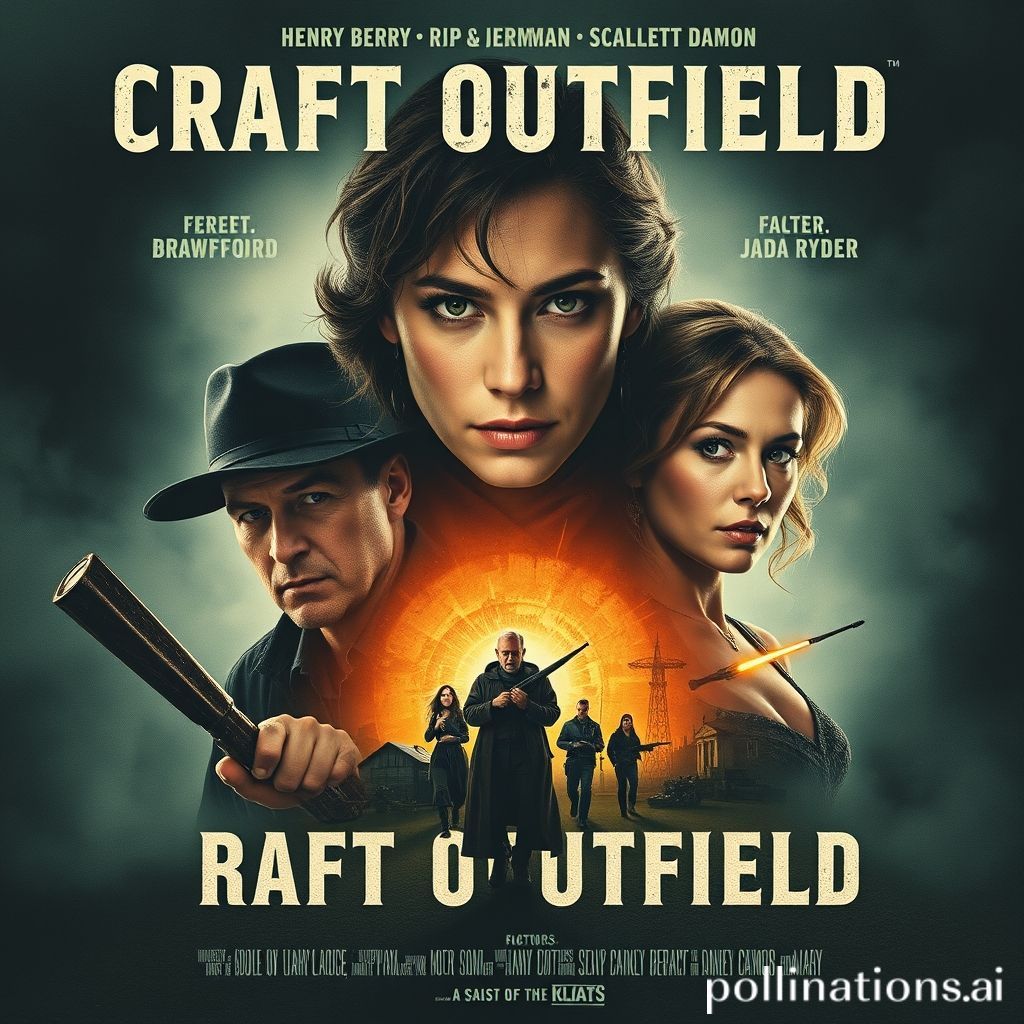 HENRY BERRY • RIP & JERMMAN • SCALLETT DAMON
CRAFT OUTFIELD™
FEREET.
BRAWFFOIRD
FALTER.
JADA RYDER
RAFT OUTFIELD
FICTORS.
A SAIST OF THE KLIATS
pollinations.ai